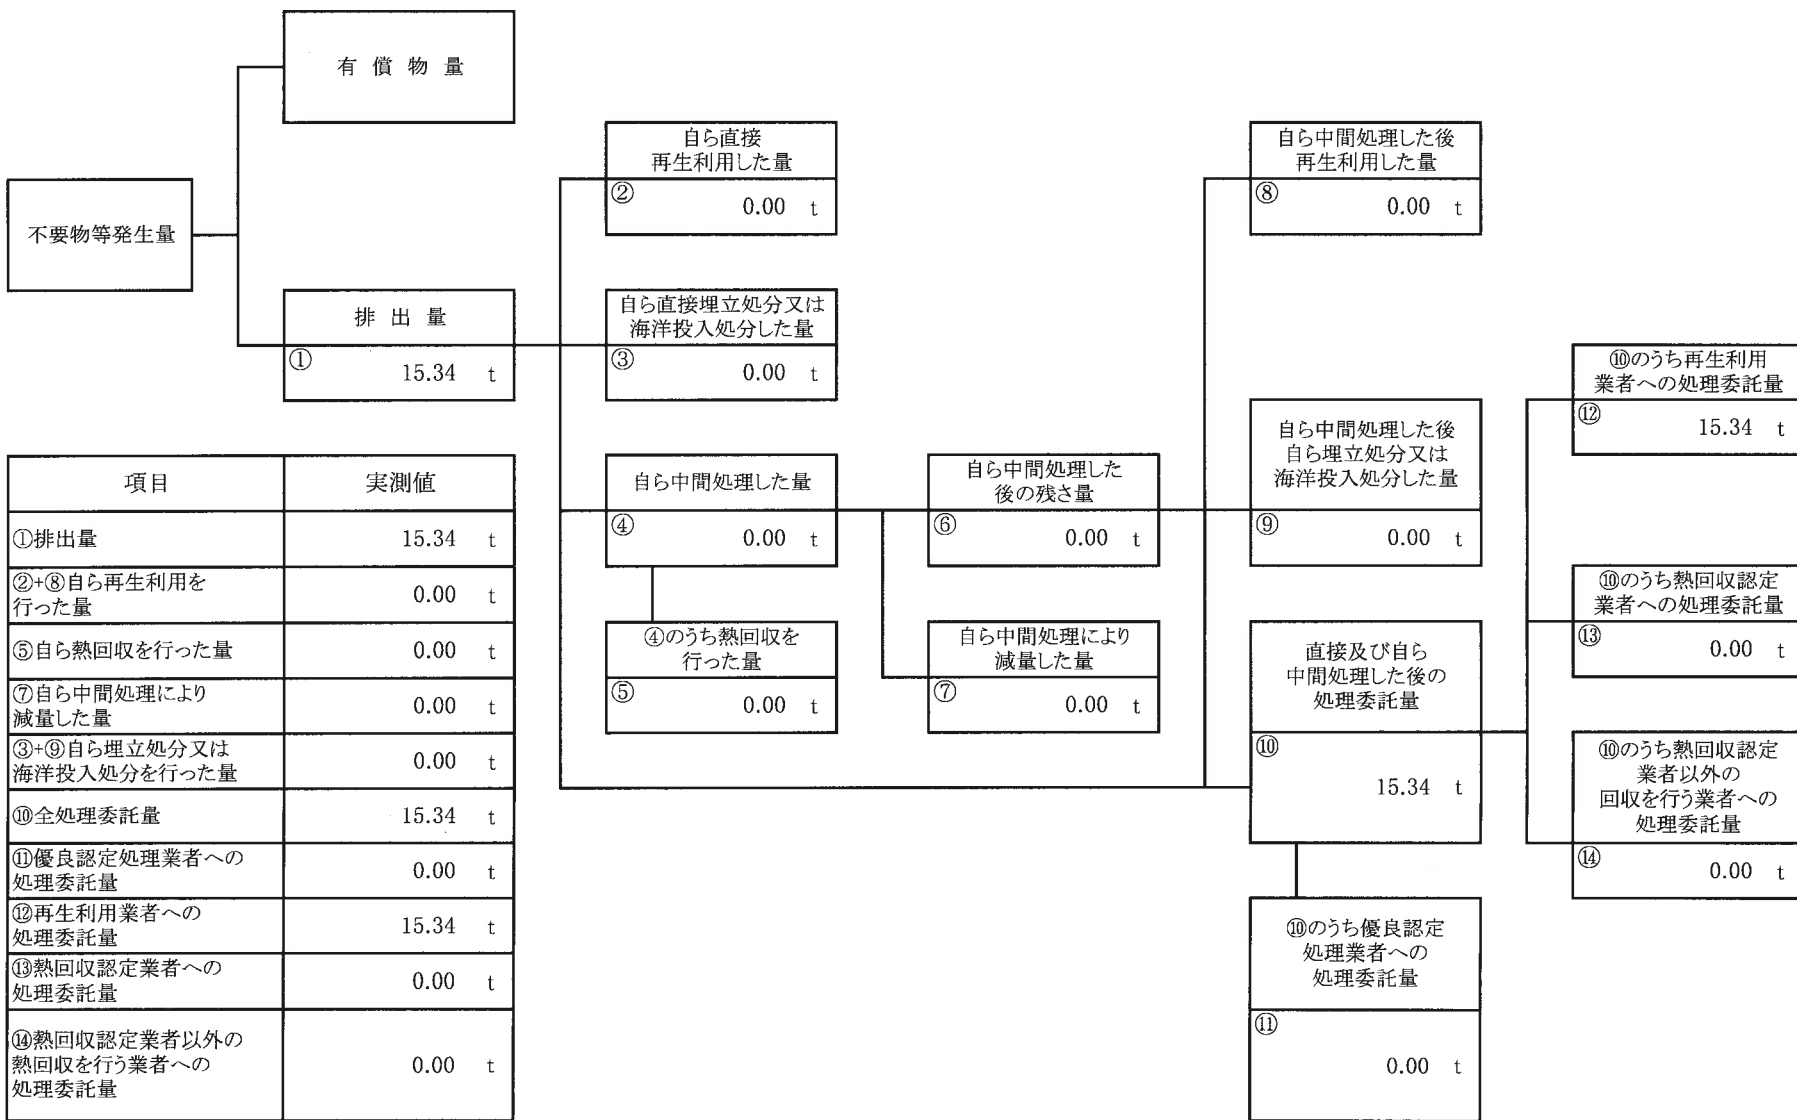 有償物量
不要物等発生量
排出量
① 15.34 t
自ら直接
再生利用した量
② 0.00 t
自ら直接埋立処分又は
海洋投入処分した量
③ 0.00 t
自ら中間処理した量
④ 0.00 t
④のうち熱回収を
行った量
⑤ 0.00 t
自ら中間処理した
後の残さ量
⑥ 0.00 t
自ら中間処理により
減量した量
⑦ 0.00 t
自ら中間処理した後
再生利用した量
⑧ 0.00 t
自ら中間処理した後
自ら埋立処分又は
海洋投入処分した量
⑨ 0.00 t
直接及び自ら
中間処理した後の
処理委託量
⑩
15.34 t
⑩のうち優良認定
処理業者への
処理委託量
⑪
0.00 t
⑩のうち再生利用
業者への処理委託量
⑫ 15.34 t
⑩のうち熱回収認定
業者への処理委託量
⑬ 0.00 t
⑩のうち熱回収認定
業者以外の
回収を行う業者への
処理委託量
⑭ 0.00 t
項目 実測値
①排出量 15.34 t
②+⑧自ら再生利用を
行った量 0.00 t
⑤自ら熱回収を行った量 0.00 t
⑦自ら中間処理により
減量した量 0.00 t
③+⑨自ら埋立処分又は
海洋投入処分を行った量 0.00 t
⑩全処理委託量 15.34 t
⑪優良認定処理業者への
処理委託量 0.00 t
⑫再生利用業者への
処理委託量 15.34 t
⑬熱回収認定業者への
処理委託量 0.00 t
⑭熱回収認定業者以外の
熱回収を行う業者への
処理委託量 0.00 t